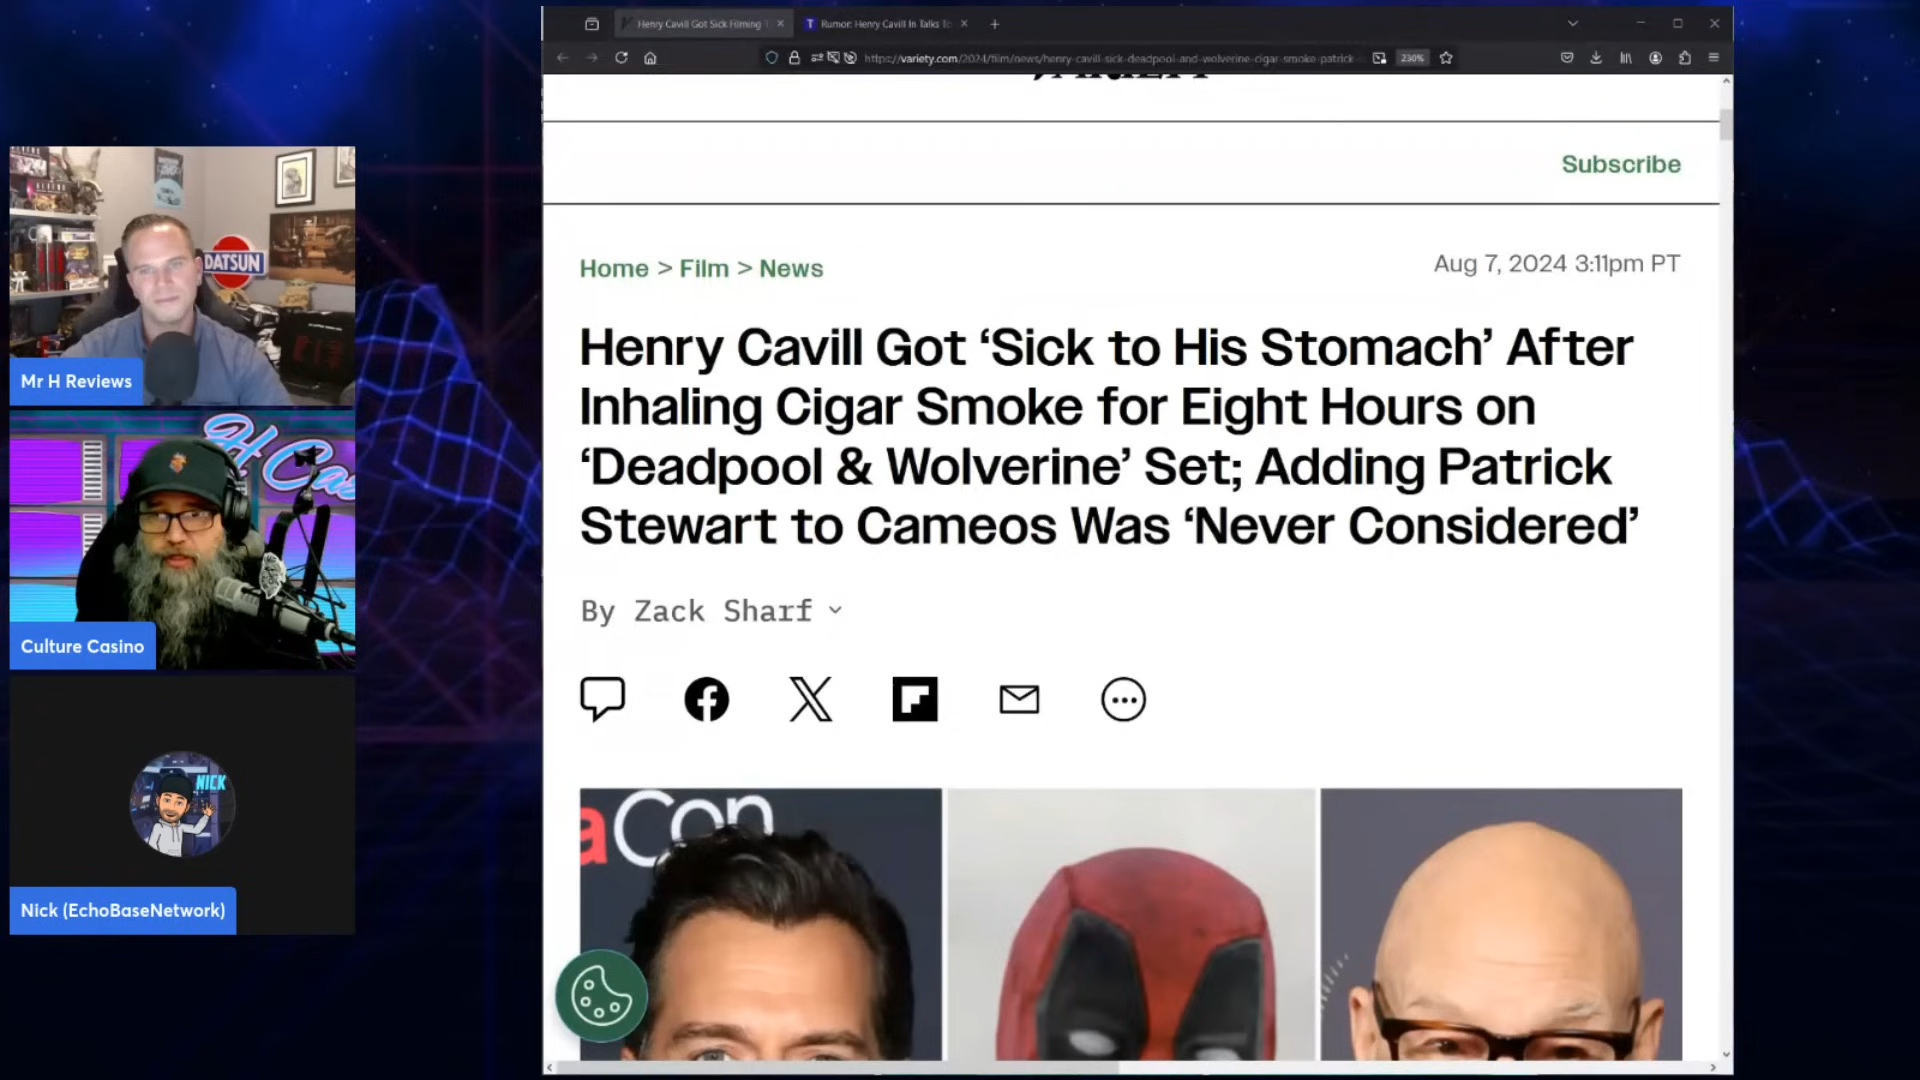 Henry Cavill Got Sick Filming
Rumor: Henry Cavill In Talks To
https://variety.com/2024/film/news/henry-cavill-sick-deadpool-and-wolverine-cigar-smoke-patrick-
230%
VARIETY
Subscribe
Home > Film > News
Aug 7, 2024 3:11pm PT
Henry Cavill Got ‘Sick to His Stomach’ After
Inhaling Cigar Smoke for Eight Hours on
‘Deadpool & Wolverine’ Set; Adding Patrick
Stewart to Cameos Was ‘Never Considered’
By Zack Sharf
aCon
DATSUN
Mr H Reviews
H Cas
Culture Casino
NICK
Nick (EchoBaseNetwork)